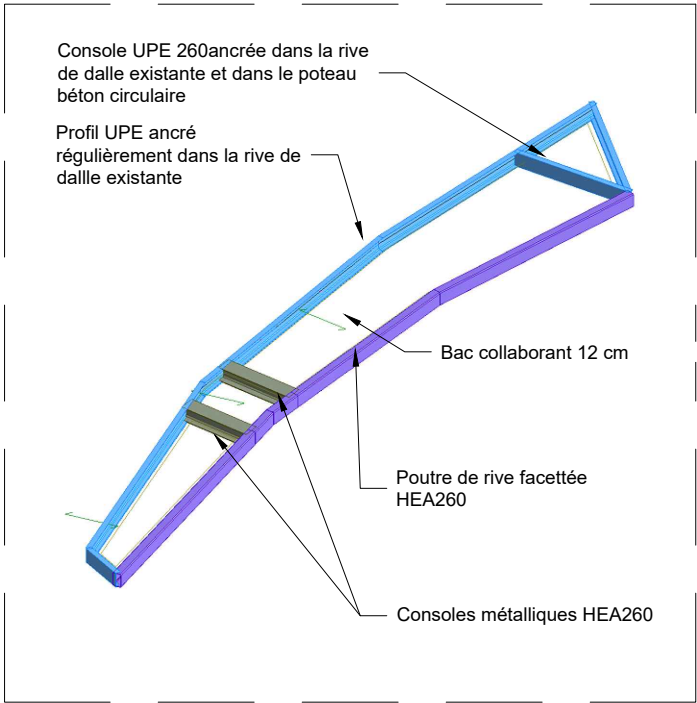 Console UPE 260ancrée dans la rive
de dalle existante et dans le poteau
béton circulaire
Profil UPE ancré
régulièrement dans la rive de
dallle existante
Bac collaborant 12 cm
Poutre de rive facettée
HEA260
Consoles métalliques HEA260